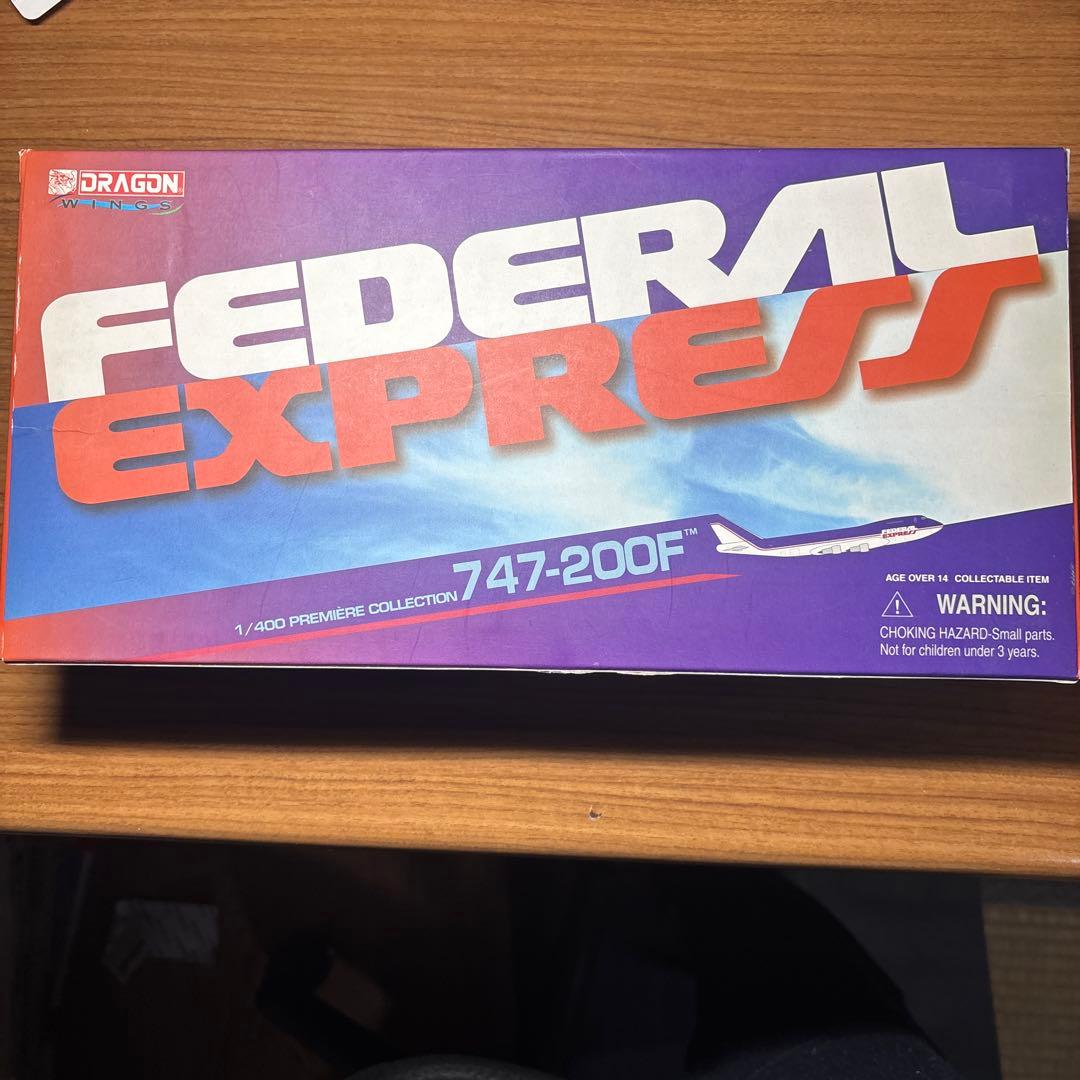 DRAGON
WINGS
FEDERAL
EXPRESS
1/400 PREMIÈRE COLLECTION 747-200F™
FEDERAL
EXPRESS
AGE OVER 14 COLLECTABLE ITEM
WARNING:
CHOKING HAZARD-Small parts.
Not for children under 3 years.